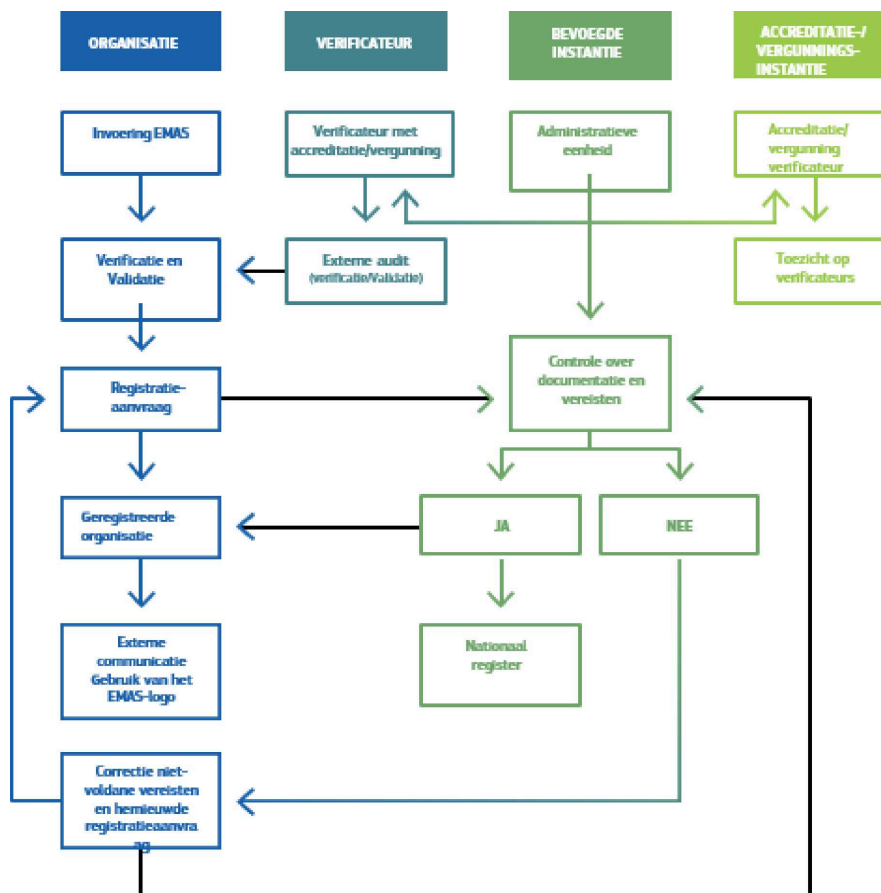 ORGANISATIE
VERIFICATEUR
BEVOEGDE
INSTANTIE
ACCREDITATIE-/
VERGUNNINGS-
INSTANTIE
Invoering EMAS
Verificateur met
accreditatie/vergunning
Administratieve
eenheid
Accreditatie/
vergunning
verificateur
Verificatie en
Validatie
Externe audit
(verificatie/Validatie)
Toezicht op
verificateurs
Registratie-
aanvraag
Controle over
documentatie en
vereisten
Geregistreerde
organisatie
JA
NEE
Externe
communicatie
Gebruik van het
EMAS-logo
Nationaal
register
Correctie niet-
voldane vereisten
en hernieuwde
registratieaanvra
ag